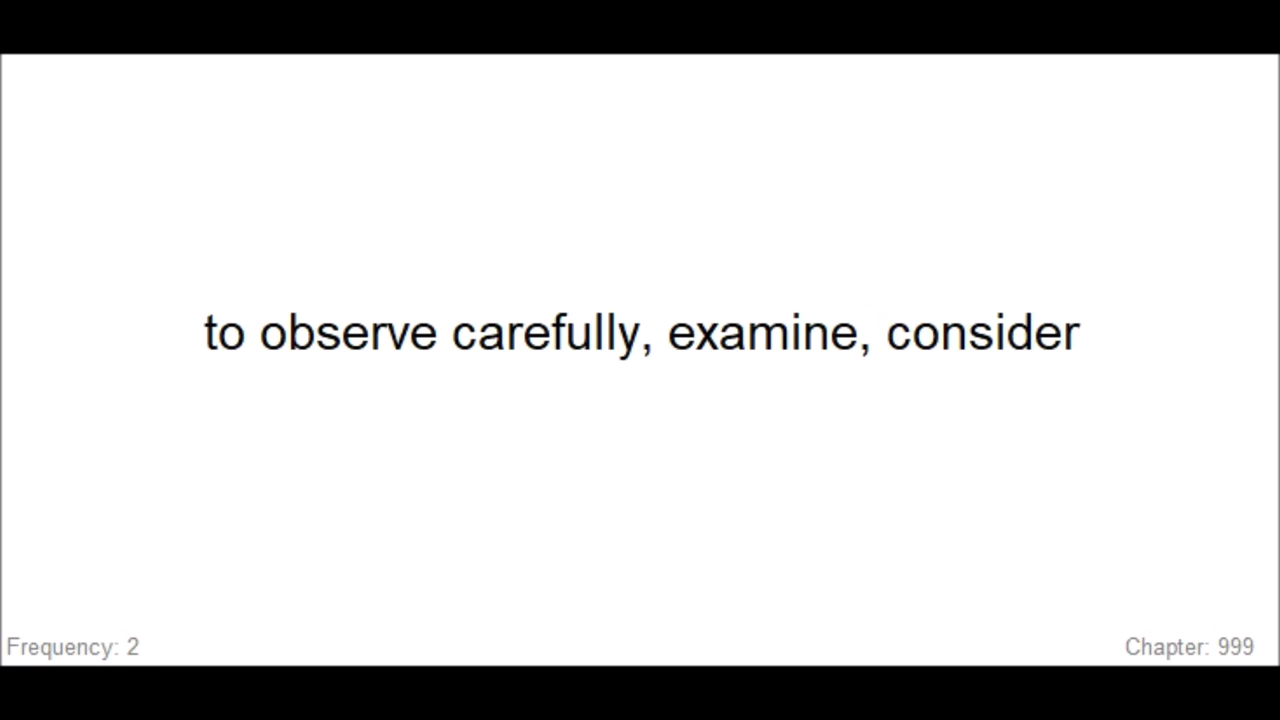 to observe carefully, examine, consider
Frequency: 2
Chapter: 999